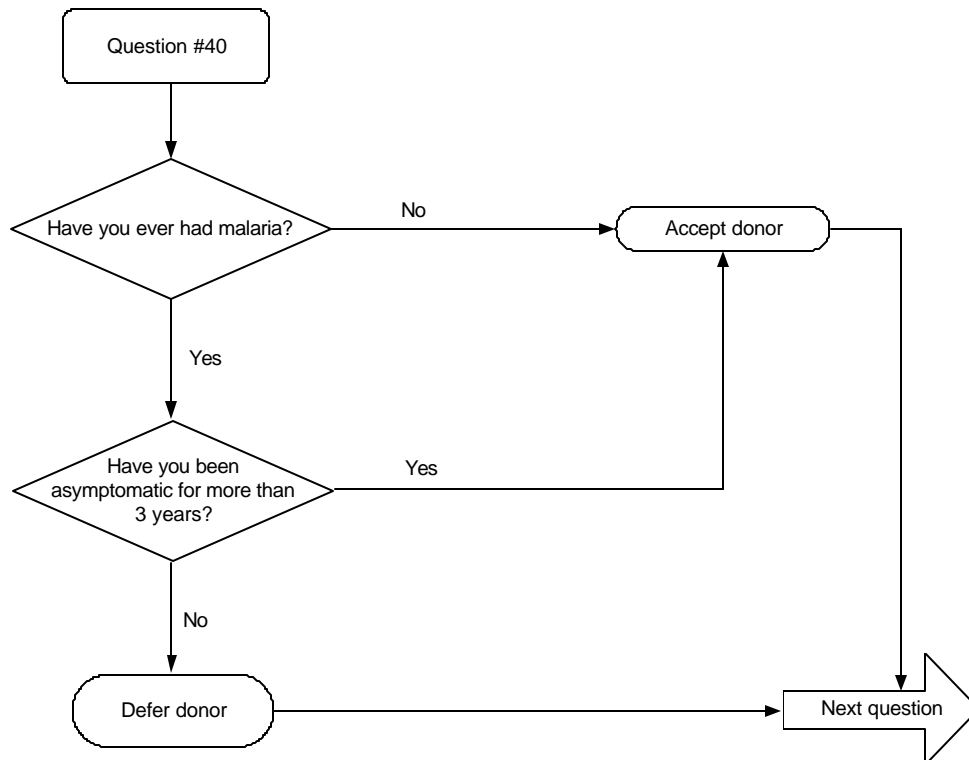 Question #40
Have you ever had malaria?
No
Accept donor
Yes
Have you been
asymptomatic for more than
3 years?
Yes
No
Defer donor
Next question